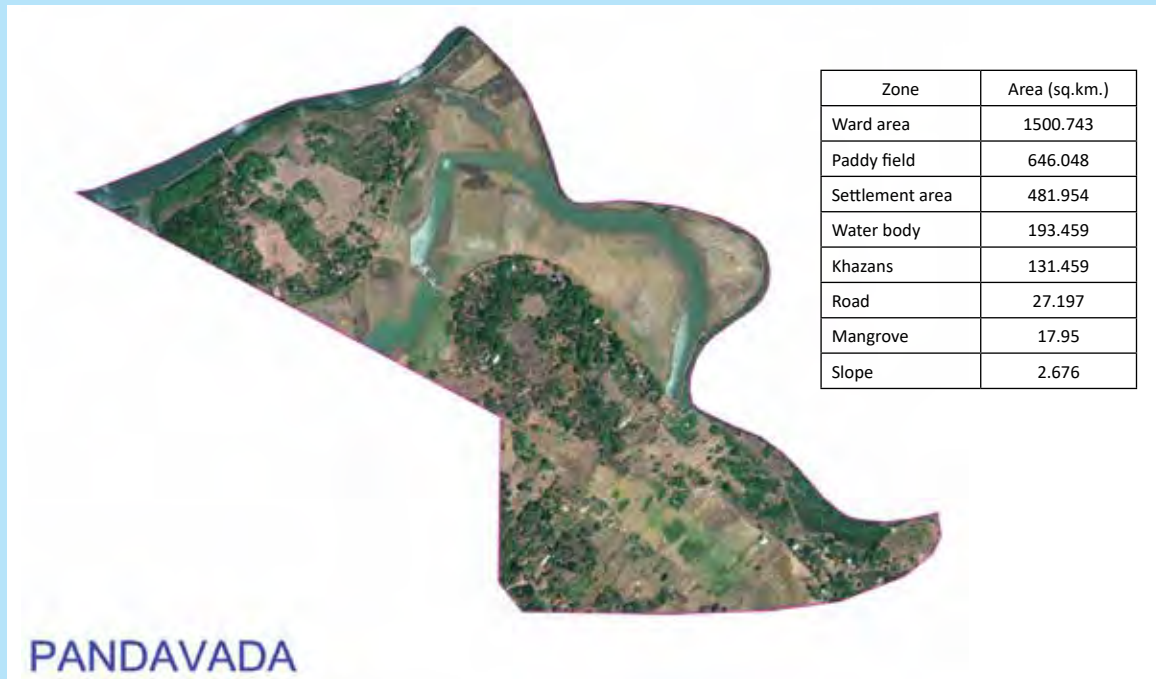 Zone Area (sq.km.)
Ward area 1500.743
Paddy field 646.048
Settlement area 481.954
Water body 193.459
Khazans 131.459
Road 27.197
Mangrove 17.95
Slope 2.676
PANDAVADA